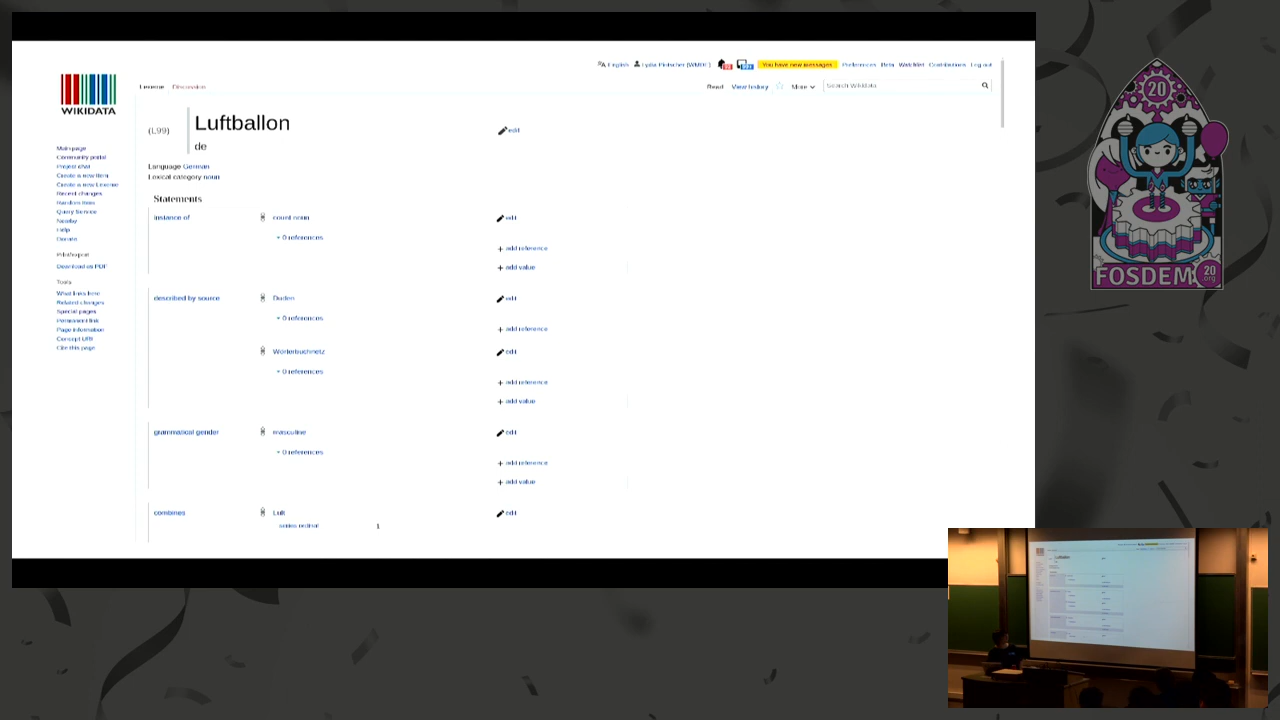 English Lydia Pintscher (WMDE) You have new messages Preferences Beta Watchlist Contributions Log out
WIKIDATA
Lexeme Discussion Read View history More Search Wikidata
(L99) Luftballon edit
de
Language German
Lexical category noun
Main page
Community portal
Project chat
Create a new Item
Create a new Lexeme
Recent changes
Random Item
Query Service
Nearby
Help
Donate
Print/export
Download as PDF
Tools
What links here
Related changes
Special pages
Permanent link
Page information
Concept URI
Cite this page
Statements
instance of count noun edit
0 references
+ add reference
+ add value
described by source Duden edit
0 references
+ add reference
Wörterbuchnetz edit
0 references
+ add reference
+ add value
grammatical gender masculine edit
0 references
+ add reference
+ add value
combines Luft edit
series ordinal 1
20
FOSDEM
20
.org